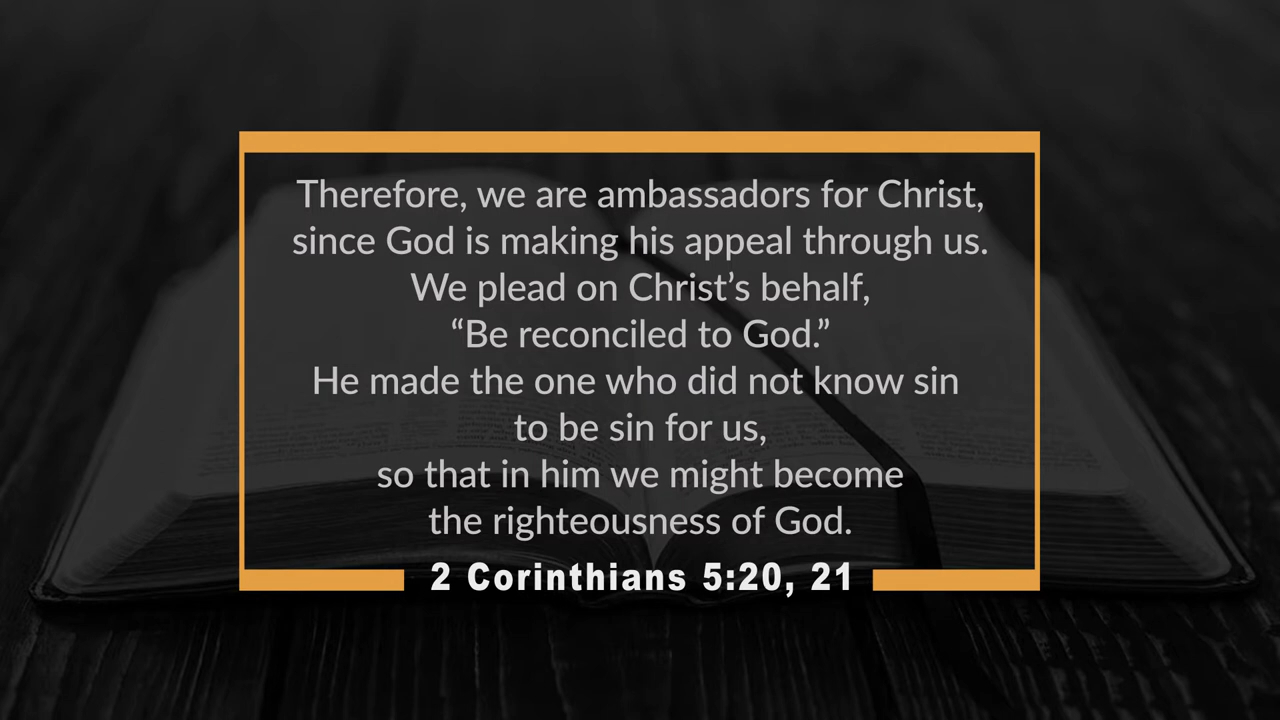 Therefore, we are ambassadors for Christ,
since God is making his appeal through us.
We plead on Christ’s behalf,
“Be reconciled to God.”
He made the one who did not know sin
to be sin for us,
so that in him we might become
the righteousness of God.
2 Corinthians 5:20, 21